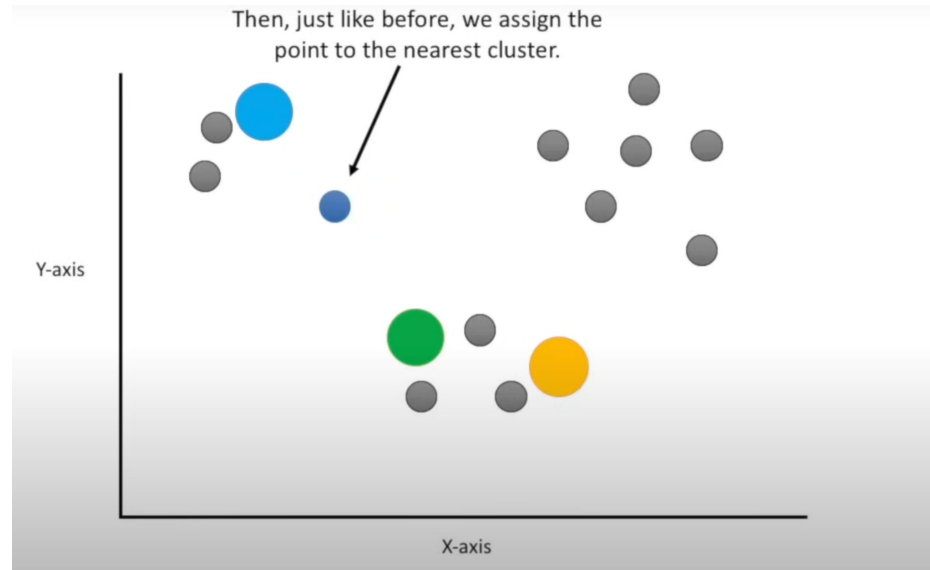 Then, just like before, we assign the
point to the nearest cluster.
Y-axis
X-axis